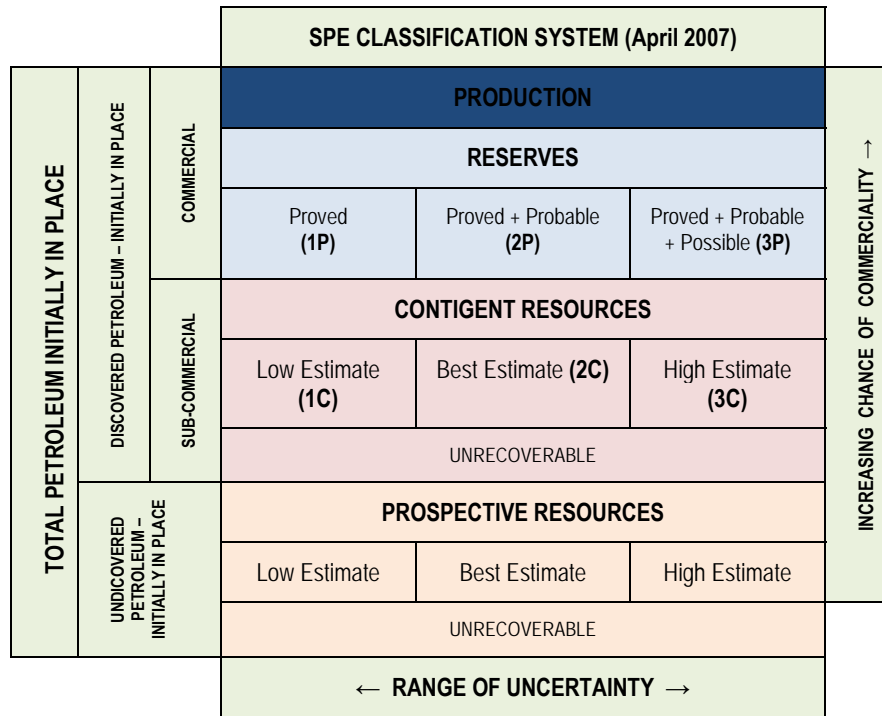 SPE CLASSIFICATION SYSTEM (April 2007)
TOTAL PETROLEUM INITIALLY IN PLACE
DISCOVERED PETROLEUM – INITIALLY IN PLACE
COMMERCIAL
PRODUCTION
RESERVES
Proved
(1P)
Proved + Probable
(2P)
Proved + Probable
+ Possible (3P)
SUB-COMMERCIAL
CONTIGENT RESOURCES
Low Estimate
(1C)
Best Estimate (2C)
High Estimate
(3C)
UNRECOVERABLE
UNDICOVERED
PETROLEUM –
INITIALLY IN PLACE
PROSPECTIVE RESOURCES
Low Estimate
Best Estimate
High Estimate
UNRECOVERABLE
INCREASING CHANCE OF COMMERCIALITY →
← RANGE OF UNCERTAINTY →